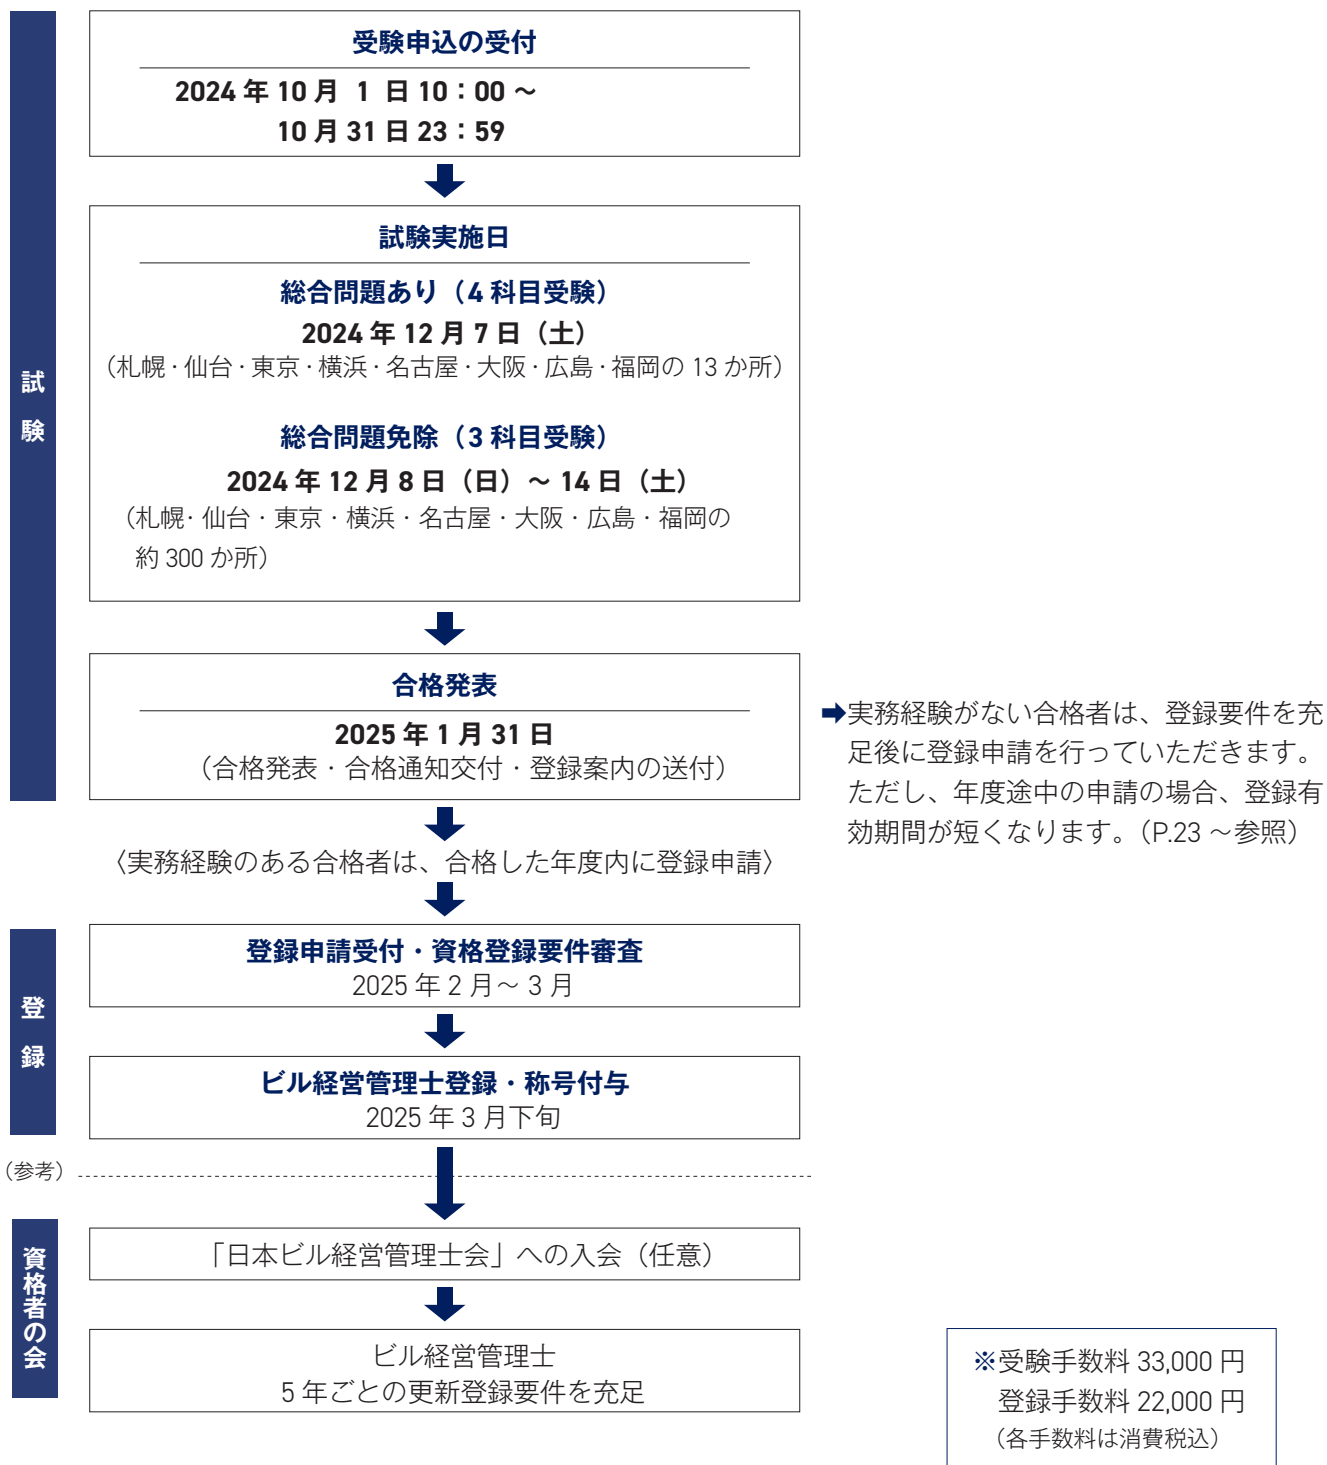 試験
受験申込の受付
2024 年 10 月 1 日 10：00 ～
10 月 31 日 23：59
試験実施日
総合問題あり（4 科目受験）
2024 年 12 月 7 日（土）
（札幌・仙台・東京・横浜・名古屋・大阪・広島・福岡の 13 か所）
総合問題免除（3 科目受験）
2024 年 12 月 8 日（日）～ 14 日（土）
（札幌・仙台・東京・横浜・名古屋・大阪・広島・福岡の
約 300 か所）
合格発表
2025 年 1 月 31 日
（合格発表・合格通知交付・登録案内の送付）
➡実務経験がない合格者は、登録要件を充
足後に登録申請を行っていただきます。
ただし、年度途中の申請の場合、登録有
効期間が短くなります。（P.23 ～参照）
〈実務経験のある合格者は、合格した年度内に登録申請〉
登録
登録申請受付・資格登録要件審査
2025 年 2 月～ 3 月
ビル経営管理士登録・称号付与
2025 年 3 月下旬
（参考）
資格者の会
「日本ビル経営管理士会」への入会（任意）
ビル経営管理士
5 年ごとの更新登録要件を充足
※受験手数料 33,000 円
登録手数料 22,000 円
（各手数料は消費税込）